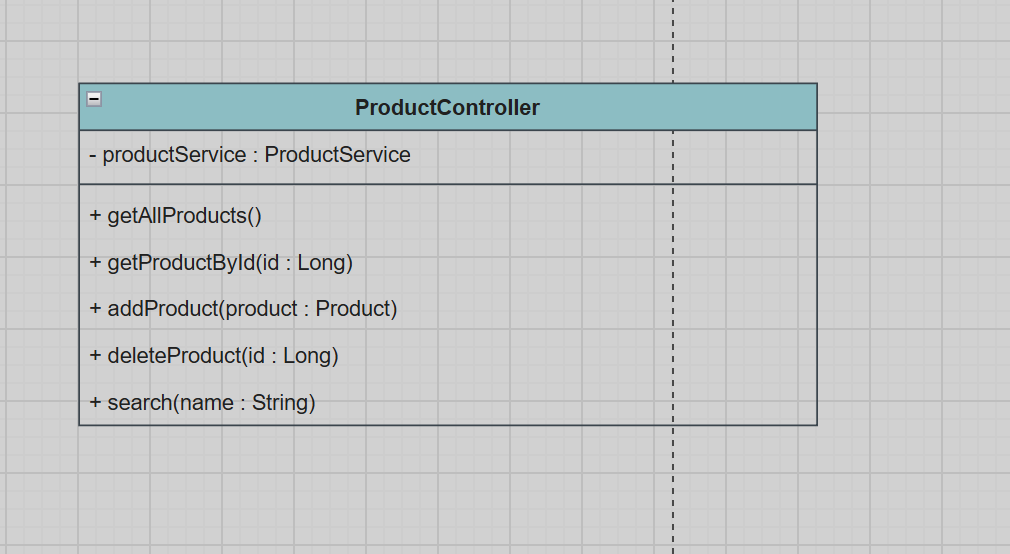 ProductController
- productService : ProductService
+ getAllProducts()
+ getProductById(id : Long)
+ addProduct(product : Product)
+ deleteProduct(id : Long)
+ search(name : String)